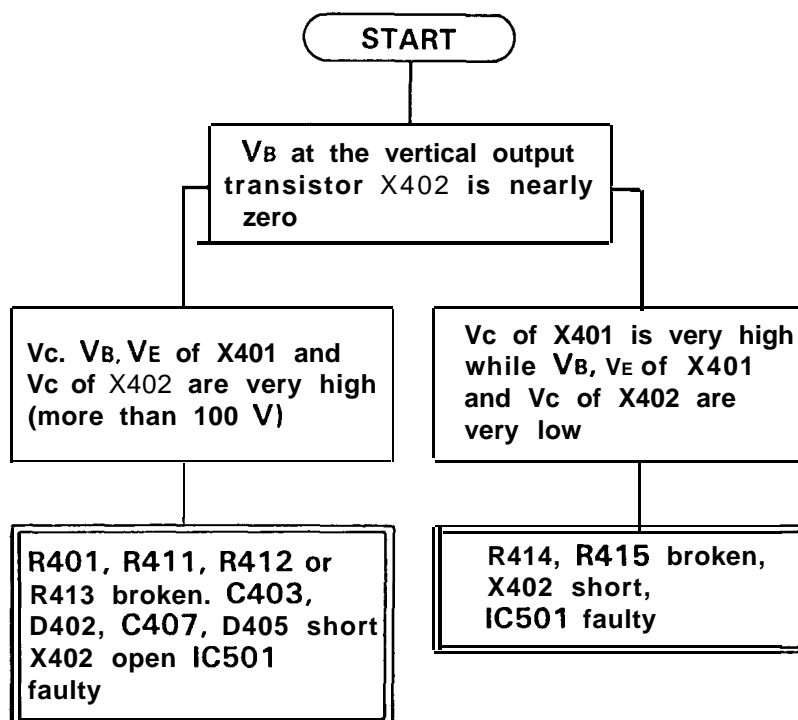 START
VB at the vertical output
transistor X402 is nearly
zero
Vc. VB, VE of X401 and
Vc of X402 are very high
(more than 100 V)
Vc of X401 is very high
while VB, VE of X401
and Vc of X402 are
very low
R401, R411, R412 or
R413 broken. C403,
D402, C407, D405 short
X402 open IC501
faulty
R414, R415 broken,
X402 short,
IC501 faulty